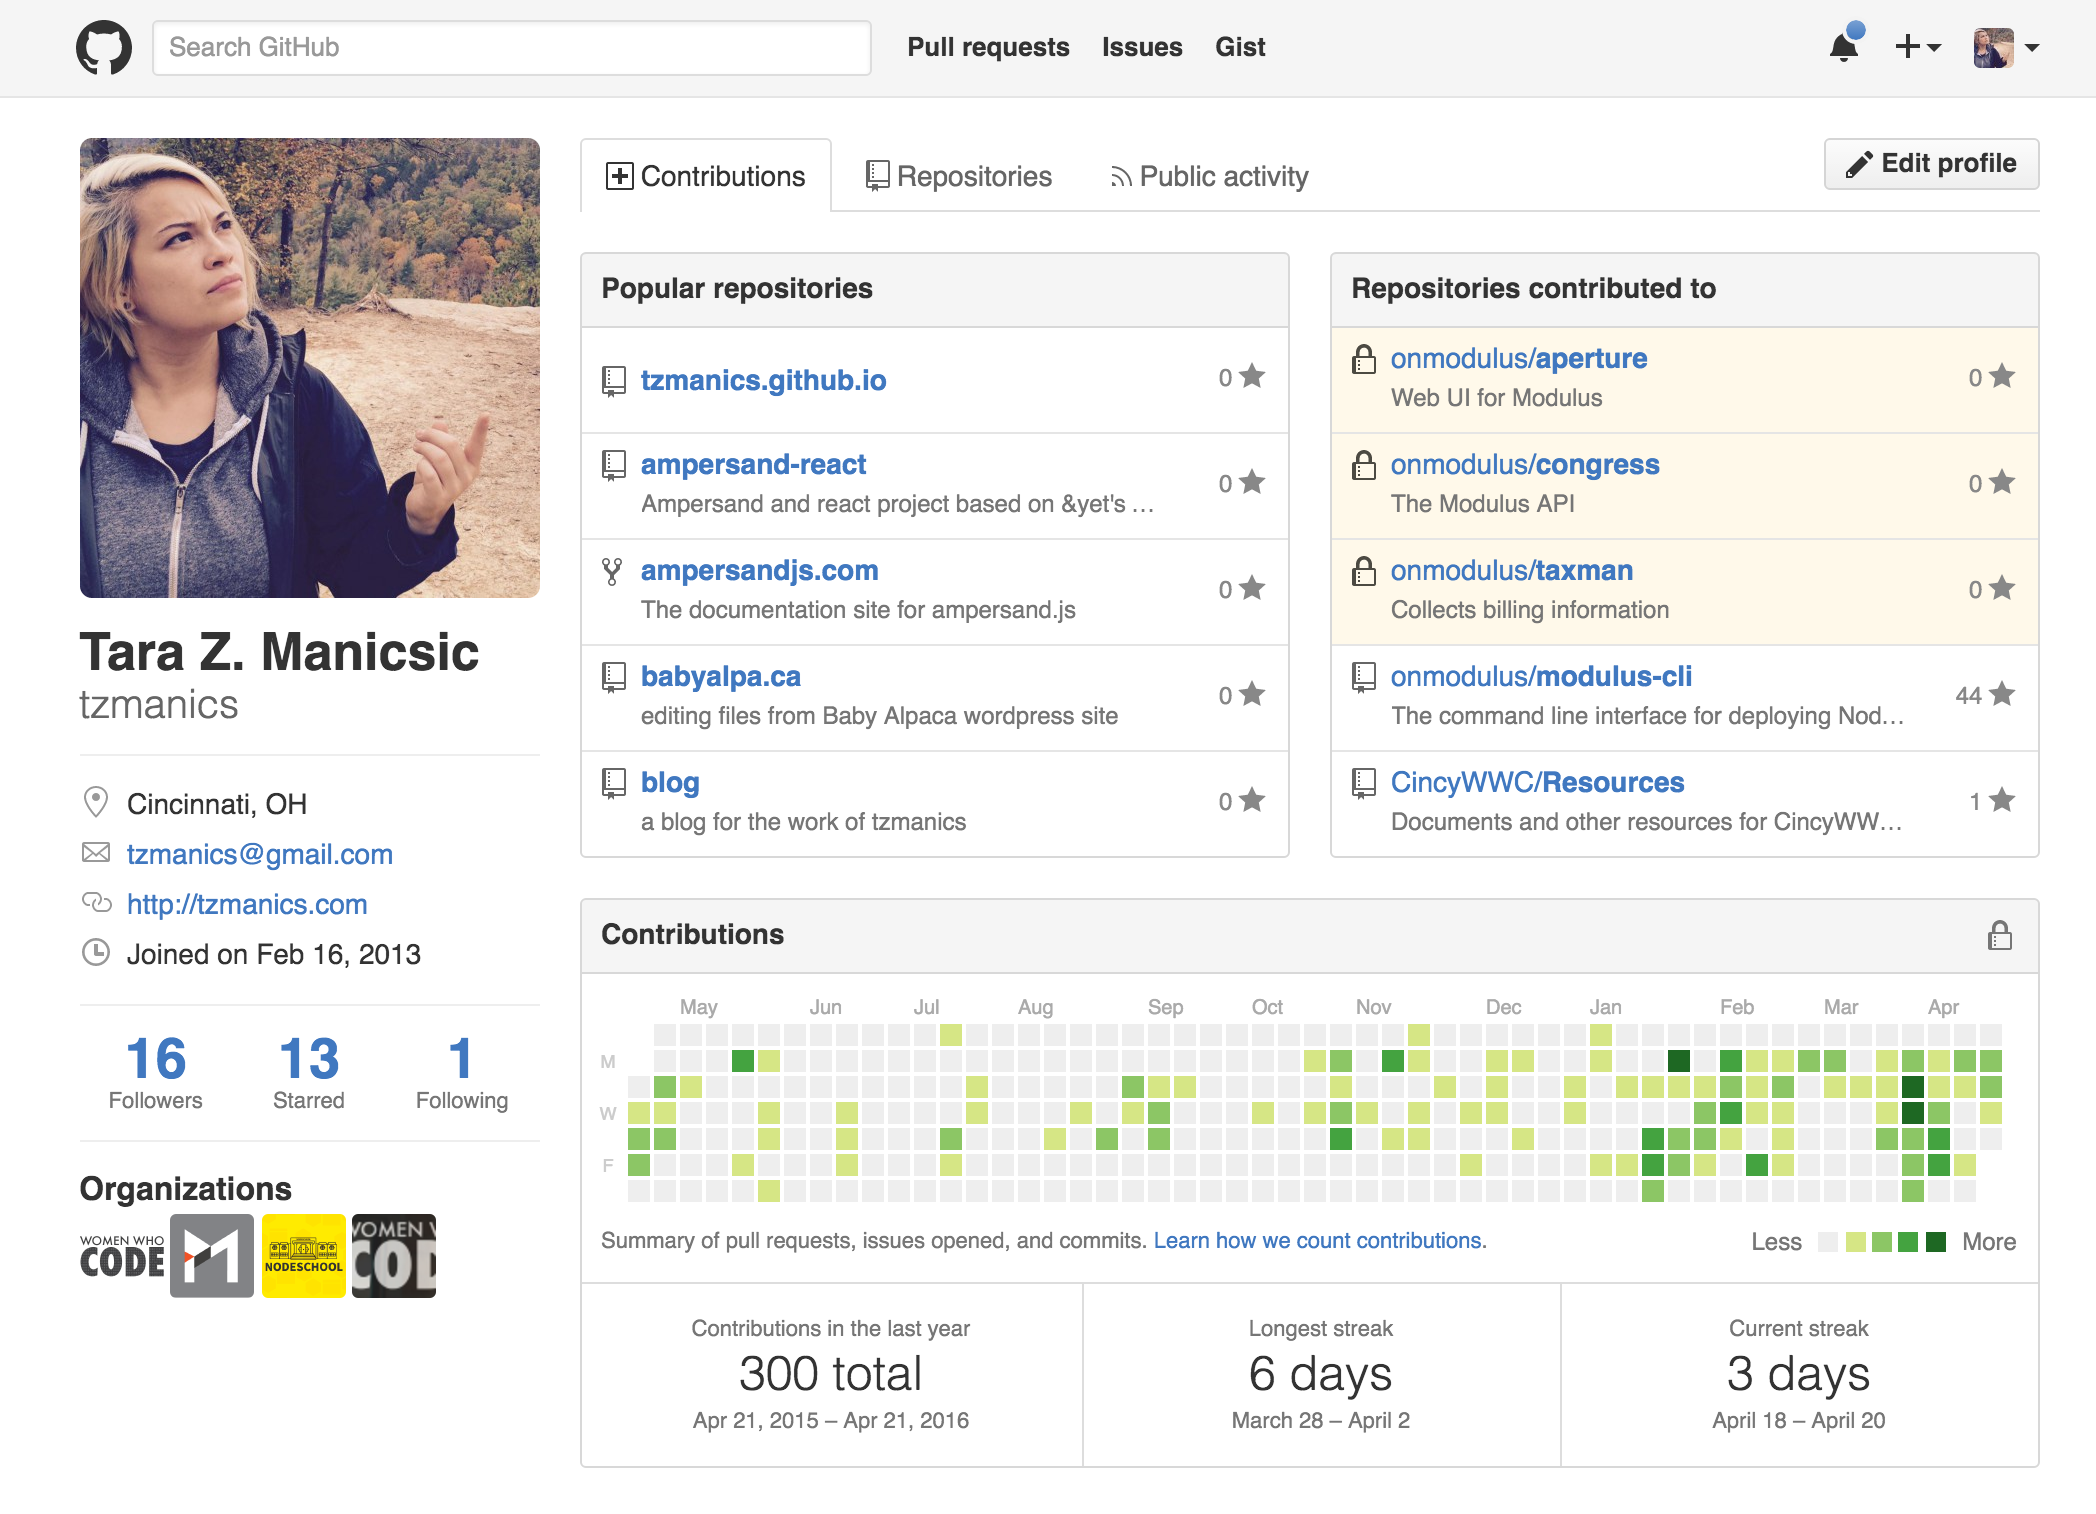 Search GitHub
Pull requests
Issues
Gist
Contributions
Repositories
Public activity
Edit profile
Tara Z. Manicsic
tzmanics
Cincinnati, OH
tzmanics@gmail.com
http://tzmanics.com
Joined on Feb 16, 2013
16
Followers
13
Starred
1
Following
Organizations
WOMEN WHO
CODE
M
NODESCHOOL
WOMEN W
COD
Popular repositories
tzmanics.github.io
0
ampersand-react
Ampersand and react project based on &yet's …
0
ampersandjs.com
The documentation site for ampersand.js
0
babyalpa.ca
editing files from Baby Alpaca wordpress site
0
blog
a blog for the work of tzmanics
0
Repositories contributed to
onmodulus/aperture
Web UI for Modulus
0
onmodulus/congress
The Modulus API
0
onmodulus/taxman
Collects billing information
0
onmodulus/modulus-cli
The command line interface for deploying Nod…
44
CincyWWC/Resources
Documents and other resources for CincyWW…
1
Contributions
May Jun Jul Aug Sep Oct Nov Dec Jan Feb Mar Apr
M
W
F
Summary of pull requests, issues opened, and commits. Learn how we count contributions.
Less More
Contributions in the last year
300 total
Apr 21, 2015 – Apr 21, 2016
Longest streak
6 days
March 28 – April 2
Current streak
3 days
April 18 – April 20